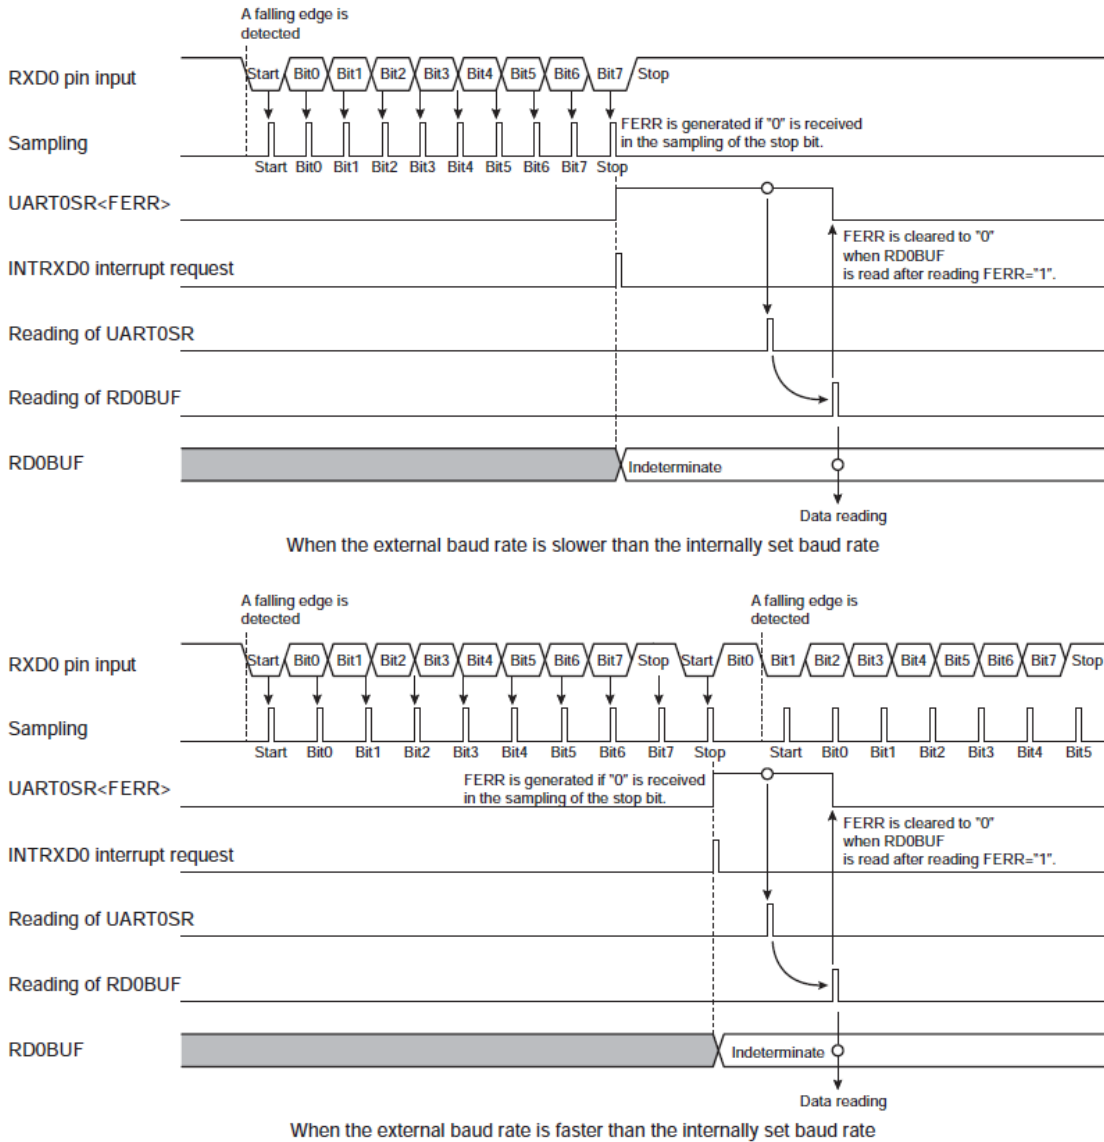 A falling edge is
detected
RXD0 pin input
Start Bit0 Bit1 Bit2 Bit3 Bit4 Bit5 Bit6 Bit7 Stop
Sampling
FERR is generated if "0" is received
in the sampling of the stop bit.
Start Bit0 Bit1 Bit2 Bit3 Bit4 Bit5 Bit6 Bit7 Stop
UART0SR<FERR>
FERR is cleared to "0"
when RD0BUF
is read after reading FERR="1".
INTRXD0 interrupt request
Reading of UART0SR
Reading of RD0BUF
RD0BUF
Indeterminate
Data reading
When the external baud rate is slower than the internally set baud rate
A falling edge is
detected
A falling edge is
detected
RXD0 pin input
Start Bit0 Bit1 Bit2 Bit3 Bit4 Bit5 Bit6 Bit7 Stop Start Bit0 Bit1 Bit2 Bit3 Bit4 Bit5 Bit6 Bit7 Stop
Sampling
Start Bit0 Bit1 Bit2 Bit3 Bit4 Bit5 Bit6 Bit7 Stop Start Bit0 Bit1 Bit2 Bit3 Bit4 Bit5
FERR is generated if "0" is received
in the sampling of the stop bit.
UART0SR<FERR>
FERR is cleared to "0"
when RD0BUF
is read after reading FERR="1".
INTRXD0 interrupt request
Reading of UART0SR
Reading of RD0BUF
RD0BUF
Indeterminate
Data reading
When the external baud rate is faster than the internally set baud rate